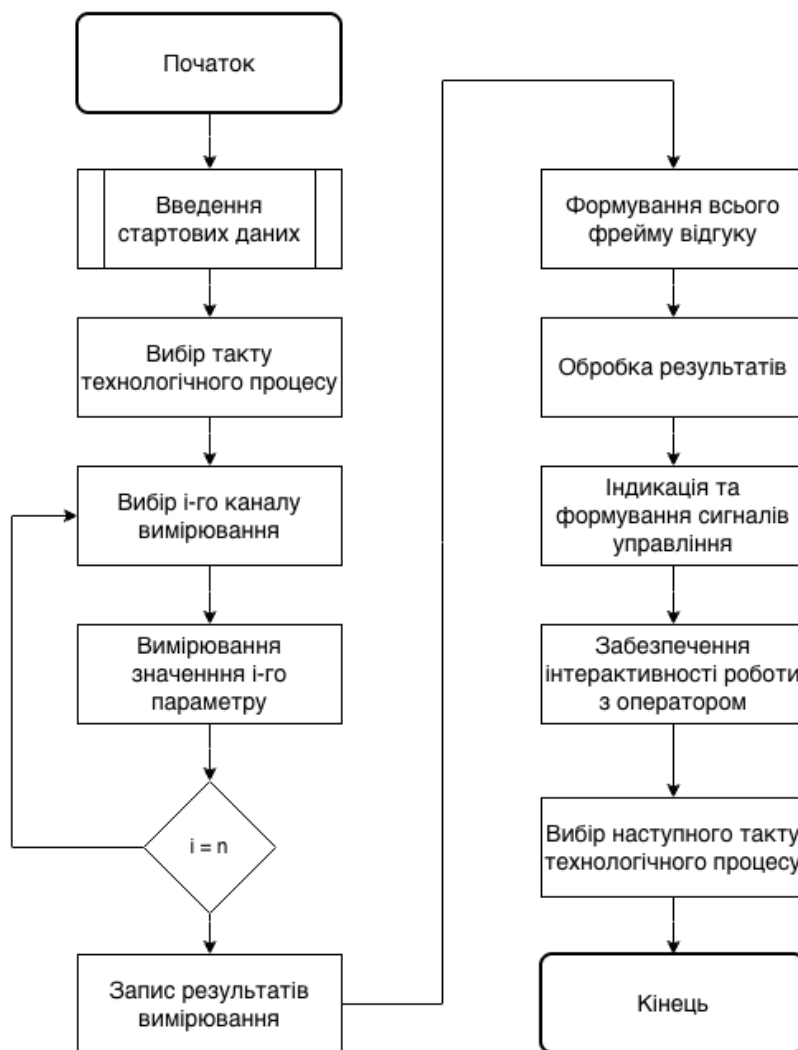 Початок
Введення
стартових даних
Вибір такту
технологічного процесу
Вибір і-го каналу
вимірювання
Вимірювання
значенння і-го
параметру
i = n
Запис результатів
вимірювання
Формування всього
фрейму відгуку
Обробка результатів
Індикація та
формування сигналів
управління
Забезпечення
інтерактивності роботи
з оператором
Вибір наступного такту
технологічного процесу
Кінець